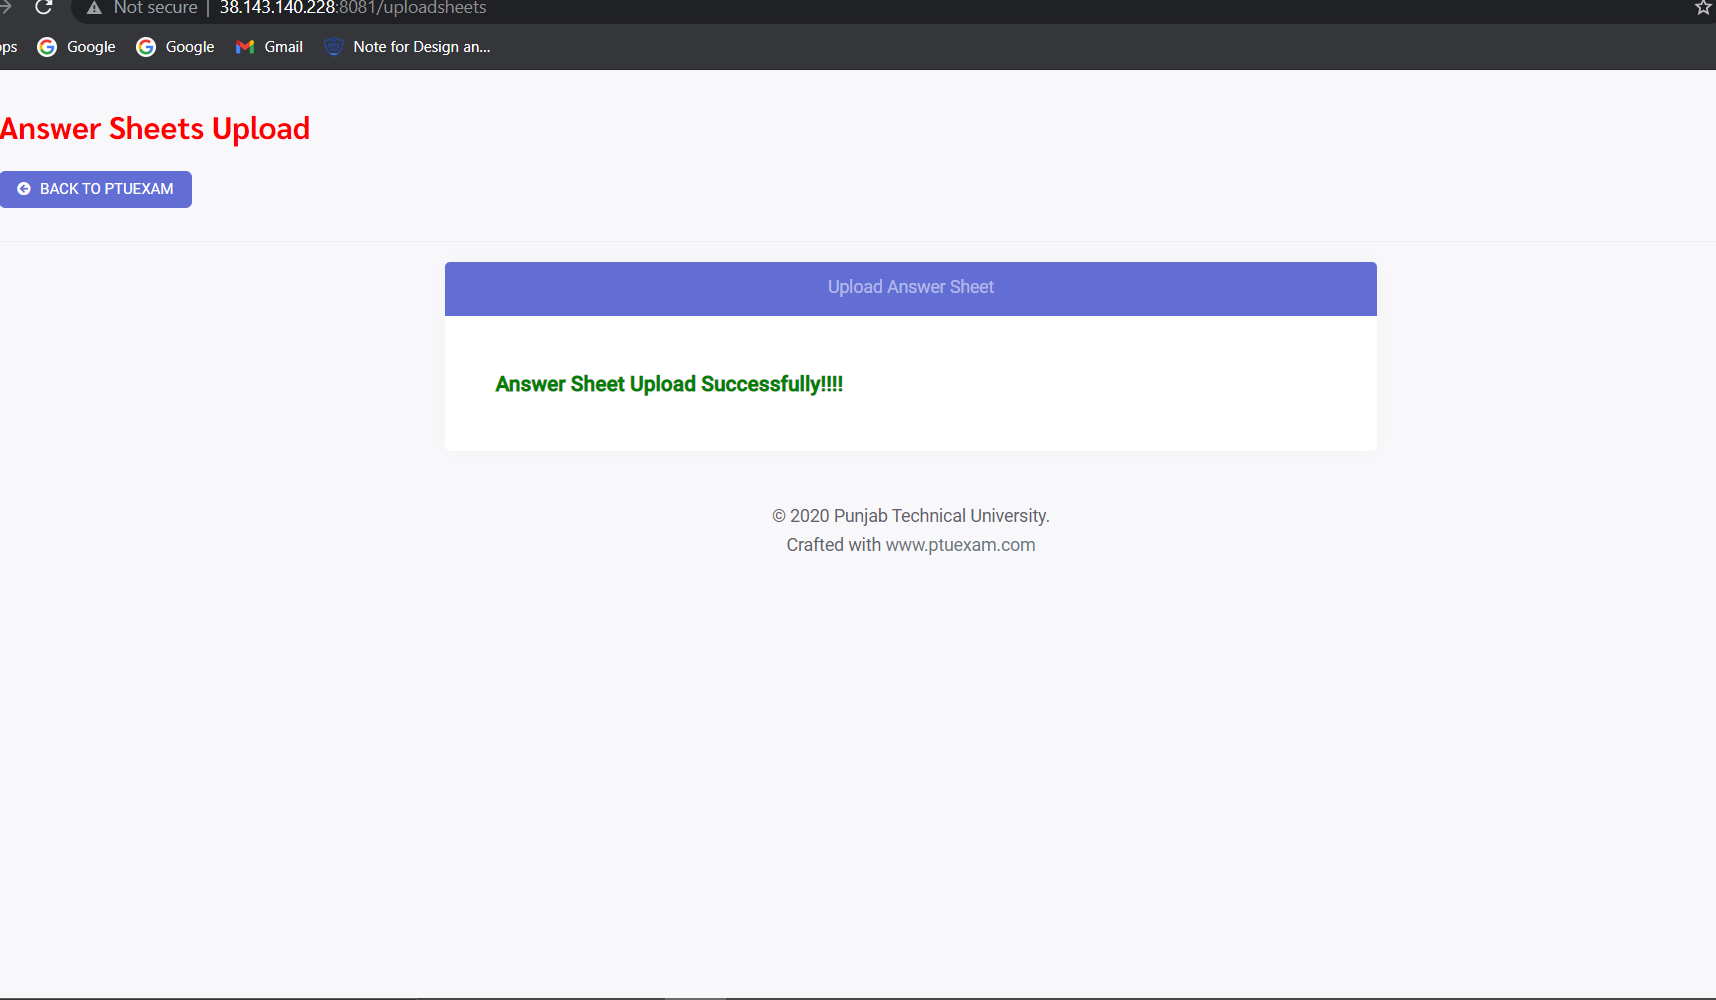 Not secure | 38.143.140.228:8081/uploadsheets
ps Google Google Gmail Note for Design an...
Answer Sheets Upload
BACK TO PTUEXAM
Upload Answer Sheet
Answer Sheet Upload Successfully!!!!
© 2020 Punjab Technical University.
Crafted with www.ptuexam.com